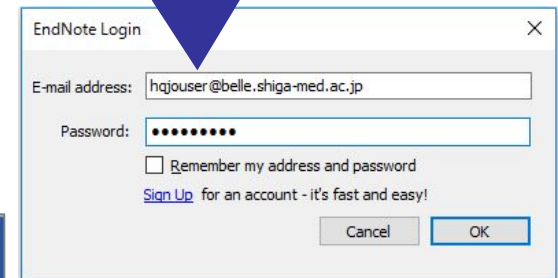 EndNote Login
E-mail address: hqjouser@belle.shiga-med.ac.jp
Password: •••••••••
Remember my address and password
Sign Up for an account - it's fast and easy!
Cancel OK